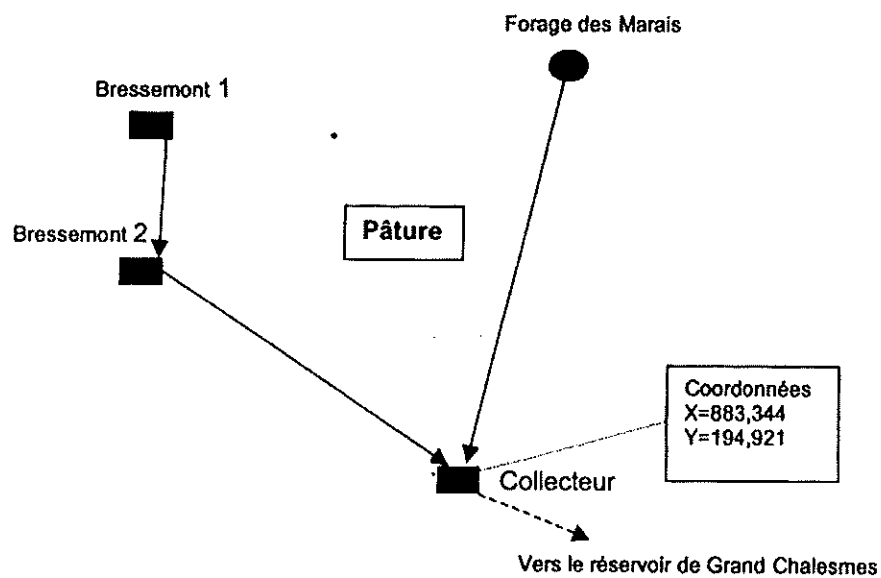 Forage des Marais
Bressemont 1
Bressemont 2
Pâture
Coordonnées
X=883,344
Y=194,921
Collecteur
Vers le réservoir de Grand Chalesmes